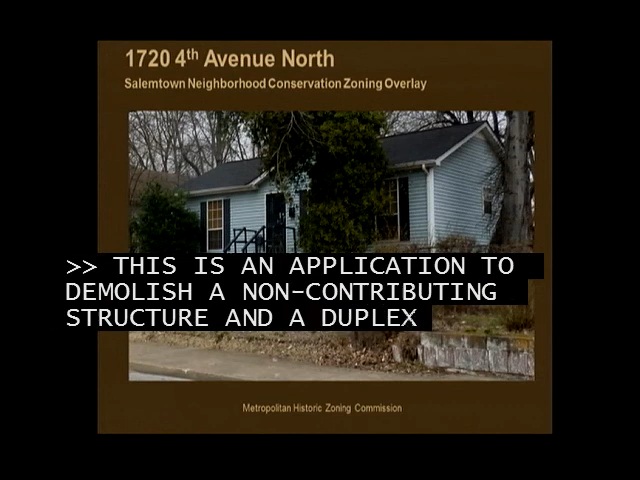 1720 4th Avenue North
Salemtown Neighborhood Conservation Zoning Overlay
>> THIS IS AN APPLICATION TO
DEMOLISH A NON-CONTRIBUTING
STRUCTURE AND A DUPLEX
Metropolitan Historic Zoning Commission